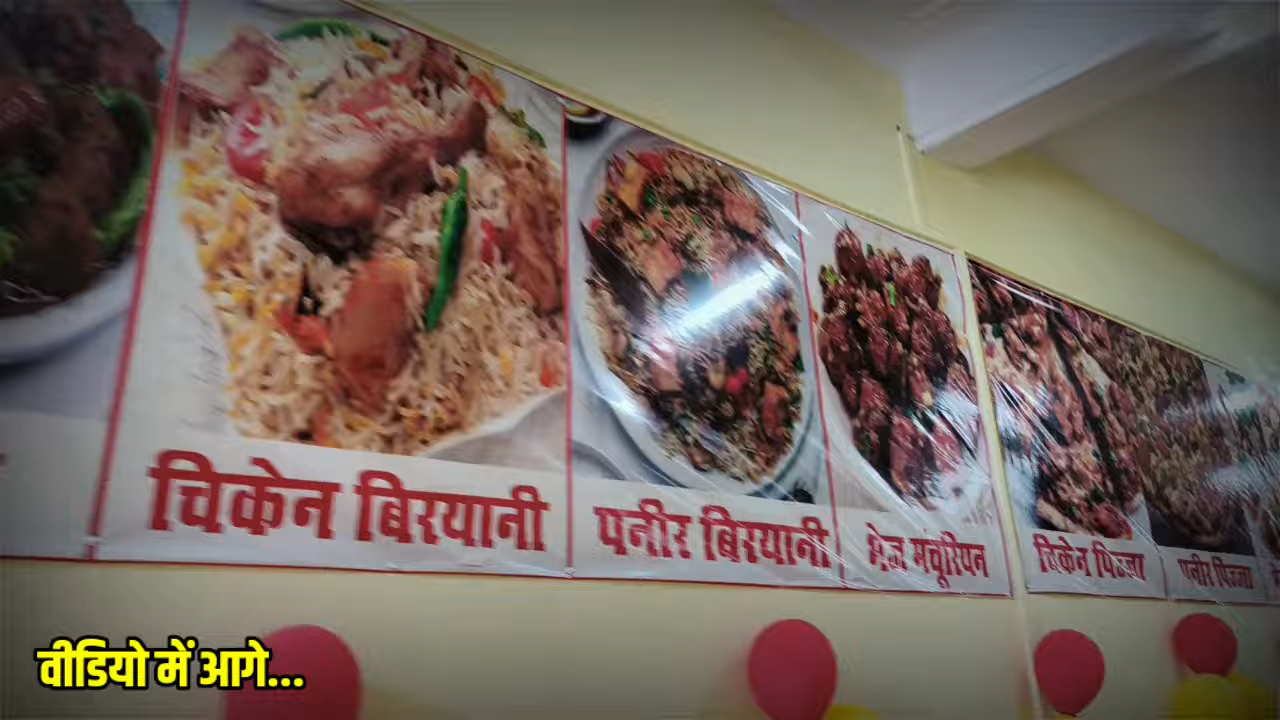 चिकेन बिरयानी
पनीर बिरयानी
भेज मंचूरियन
चिकेन पिज्जा
पनीर पिज्जा
वीडियो में आगे...